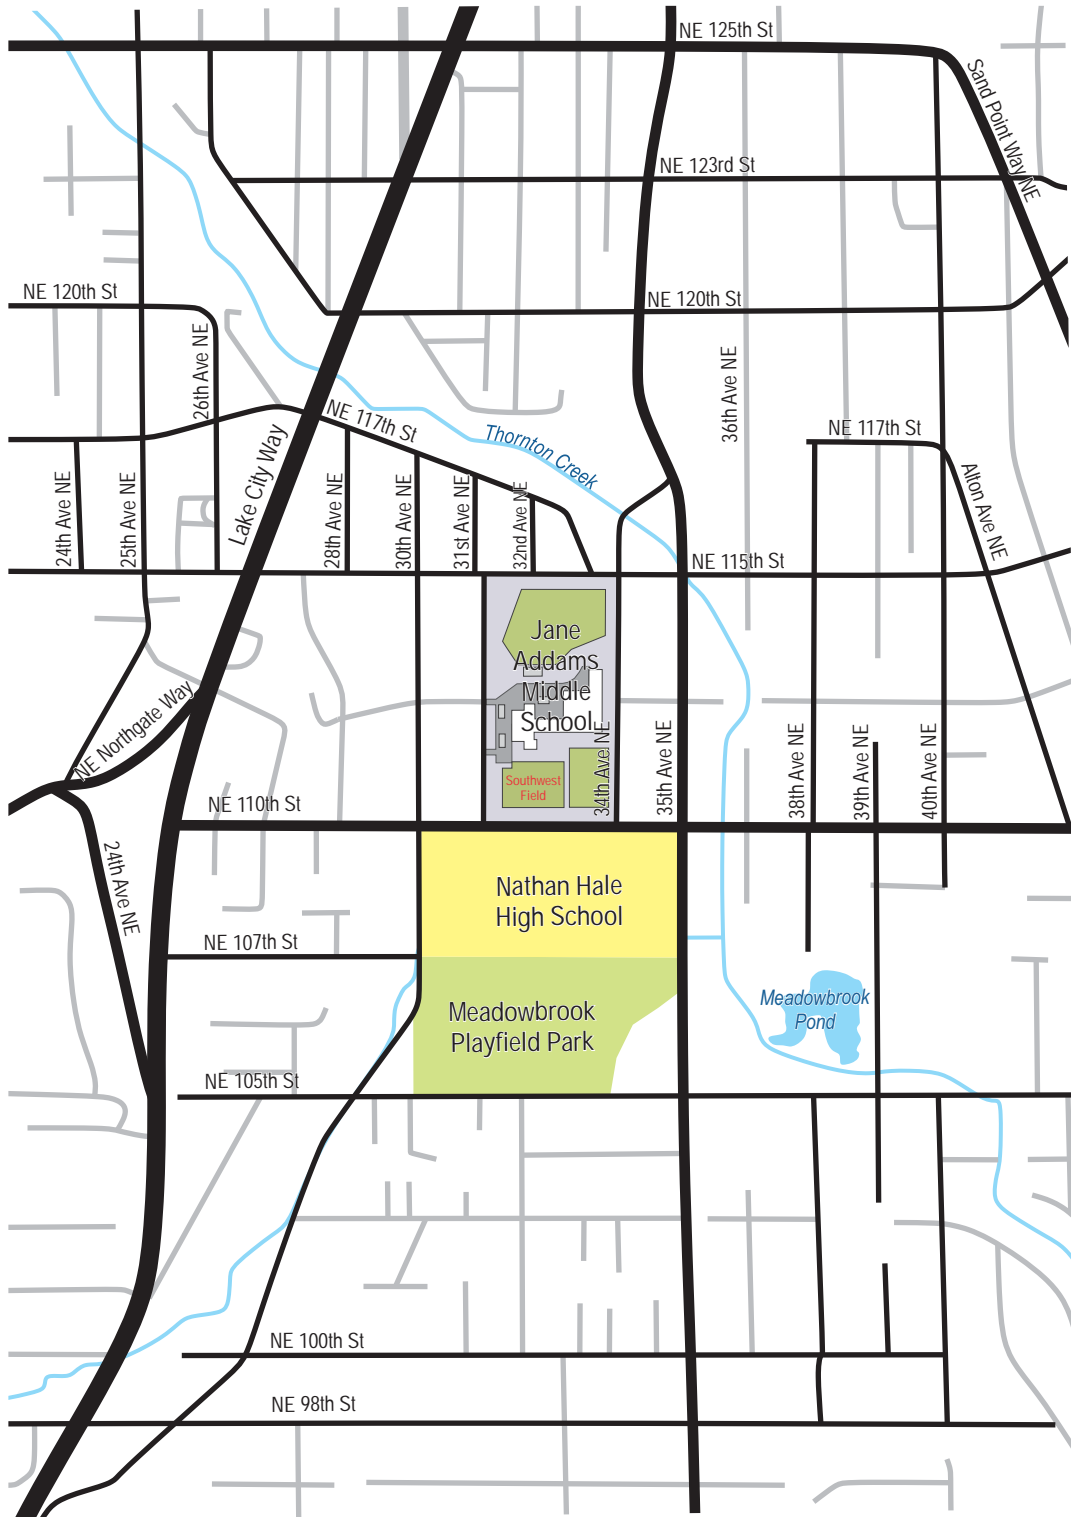 NE 125th St
Sand Point Way NE
NE 123rd St
NE 120th St
NE 120th St
26th Ave NE
36th Ave NE
NE 117th St
Thornton Creek
NE 117th St
Lake City Way
24th Ave NE
25th Ave NE
28th Ave NE
30th Ave NE
31st Ave NE
32nd Ave NE
Alton Ave NE
NE 115th St
Jane
Addams
Middle
School
NE Northgate Way
34th Ave NE
35th Ave NE
38th Ave NE
39th Ave NE
40th Ave NE
Southwest
Field
NE 110th St
24th Ave NE
Nathan Hale
High School
NE 107th St
Meadowbrook
Playfield Park
Meadowbrook
Pond
NE 105th St
NE 100th St
NE 98th St